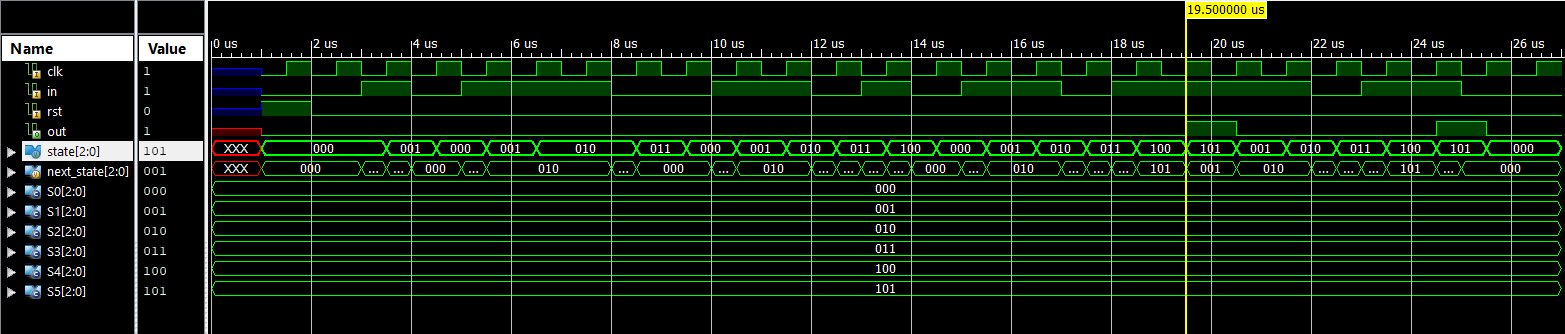 19.500000 us
Name Value 0 us 2 us 4 us 6 us 8 us 10 us 12 us 14 us 16 us 18 us 20 us 22 us 24 us 26 us
clk 1
in 1
rst 0
out 1
state[2:0] 101 XXX 000 001 000 001 010 011 000 001 010 011 100 000 001 010 011 100 101 001 010 011 100 101 000
next_state[2:0] 001 XXX 000 ... ... 000 ... 010 ... 000 ... 010 ... ... ... ... 000 ... 010 ... ... 101 001 010 ... ... 101 ... 000
S0[2:0] 000 000
S1[2:0] 001 001
S2[2:0] 010 010
S3[2:0] 011 011
S4[2:0] 100 100
S5[2:0] 101 101